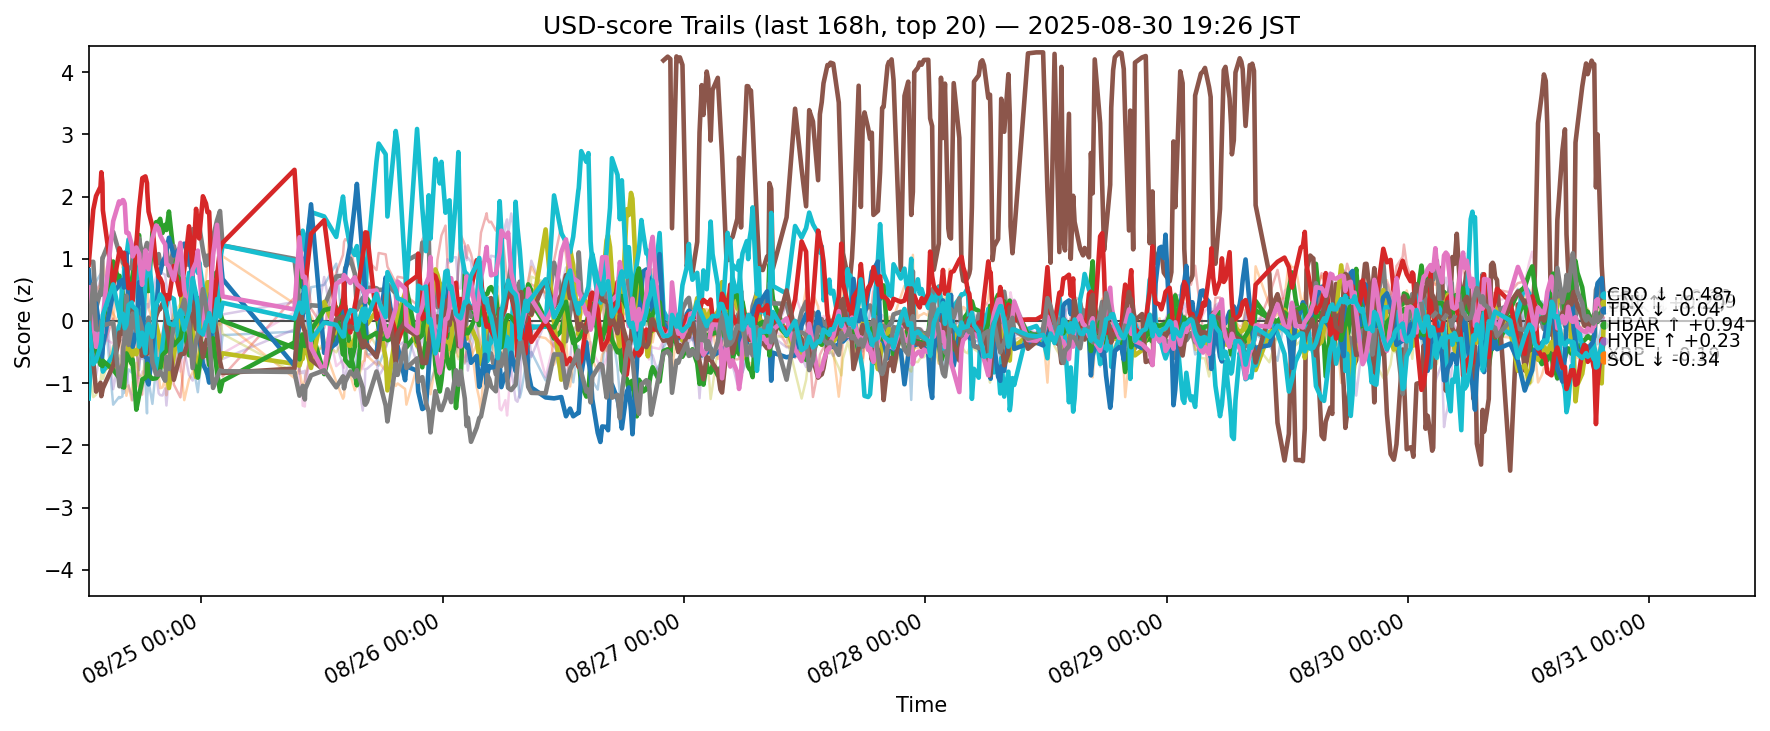 USD-score Trails (last 168h, top 20) — 2025-08-30 19:26 JST
Score (z)
4
3
2
1
0
−1
−2
−3
−4
CRO ↓ -0.48
TRX ↓ -0.04
HBAR ↑ +0.94
HYPE ↑ +0.23
SOL ↓ -0.34
08/25 00:00
08/26 00:00
08/27 00:00
08/28 00:00
08/29 00:00
08/30 00:00
08/31 00:00
Time